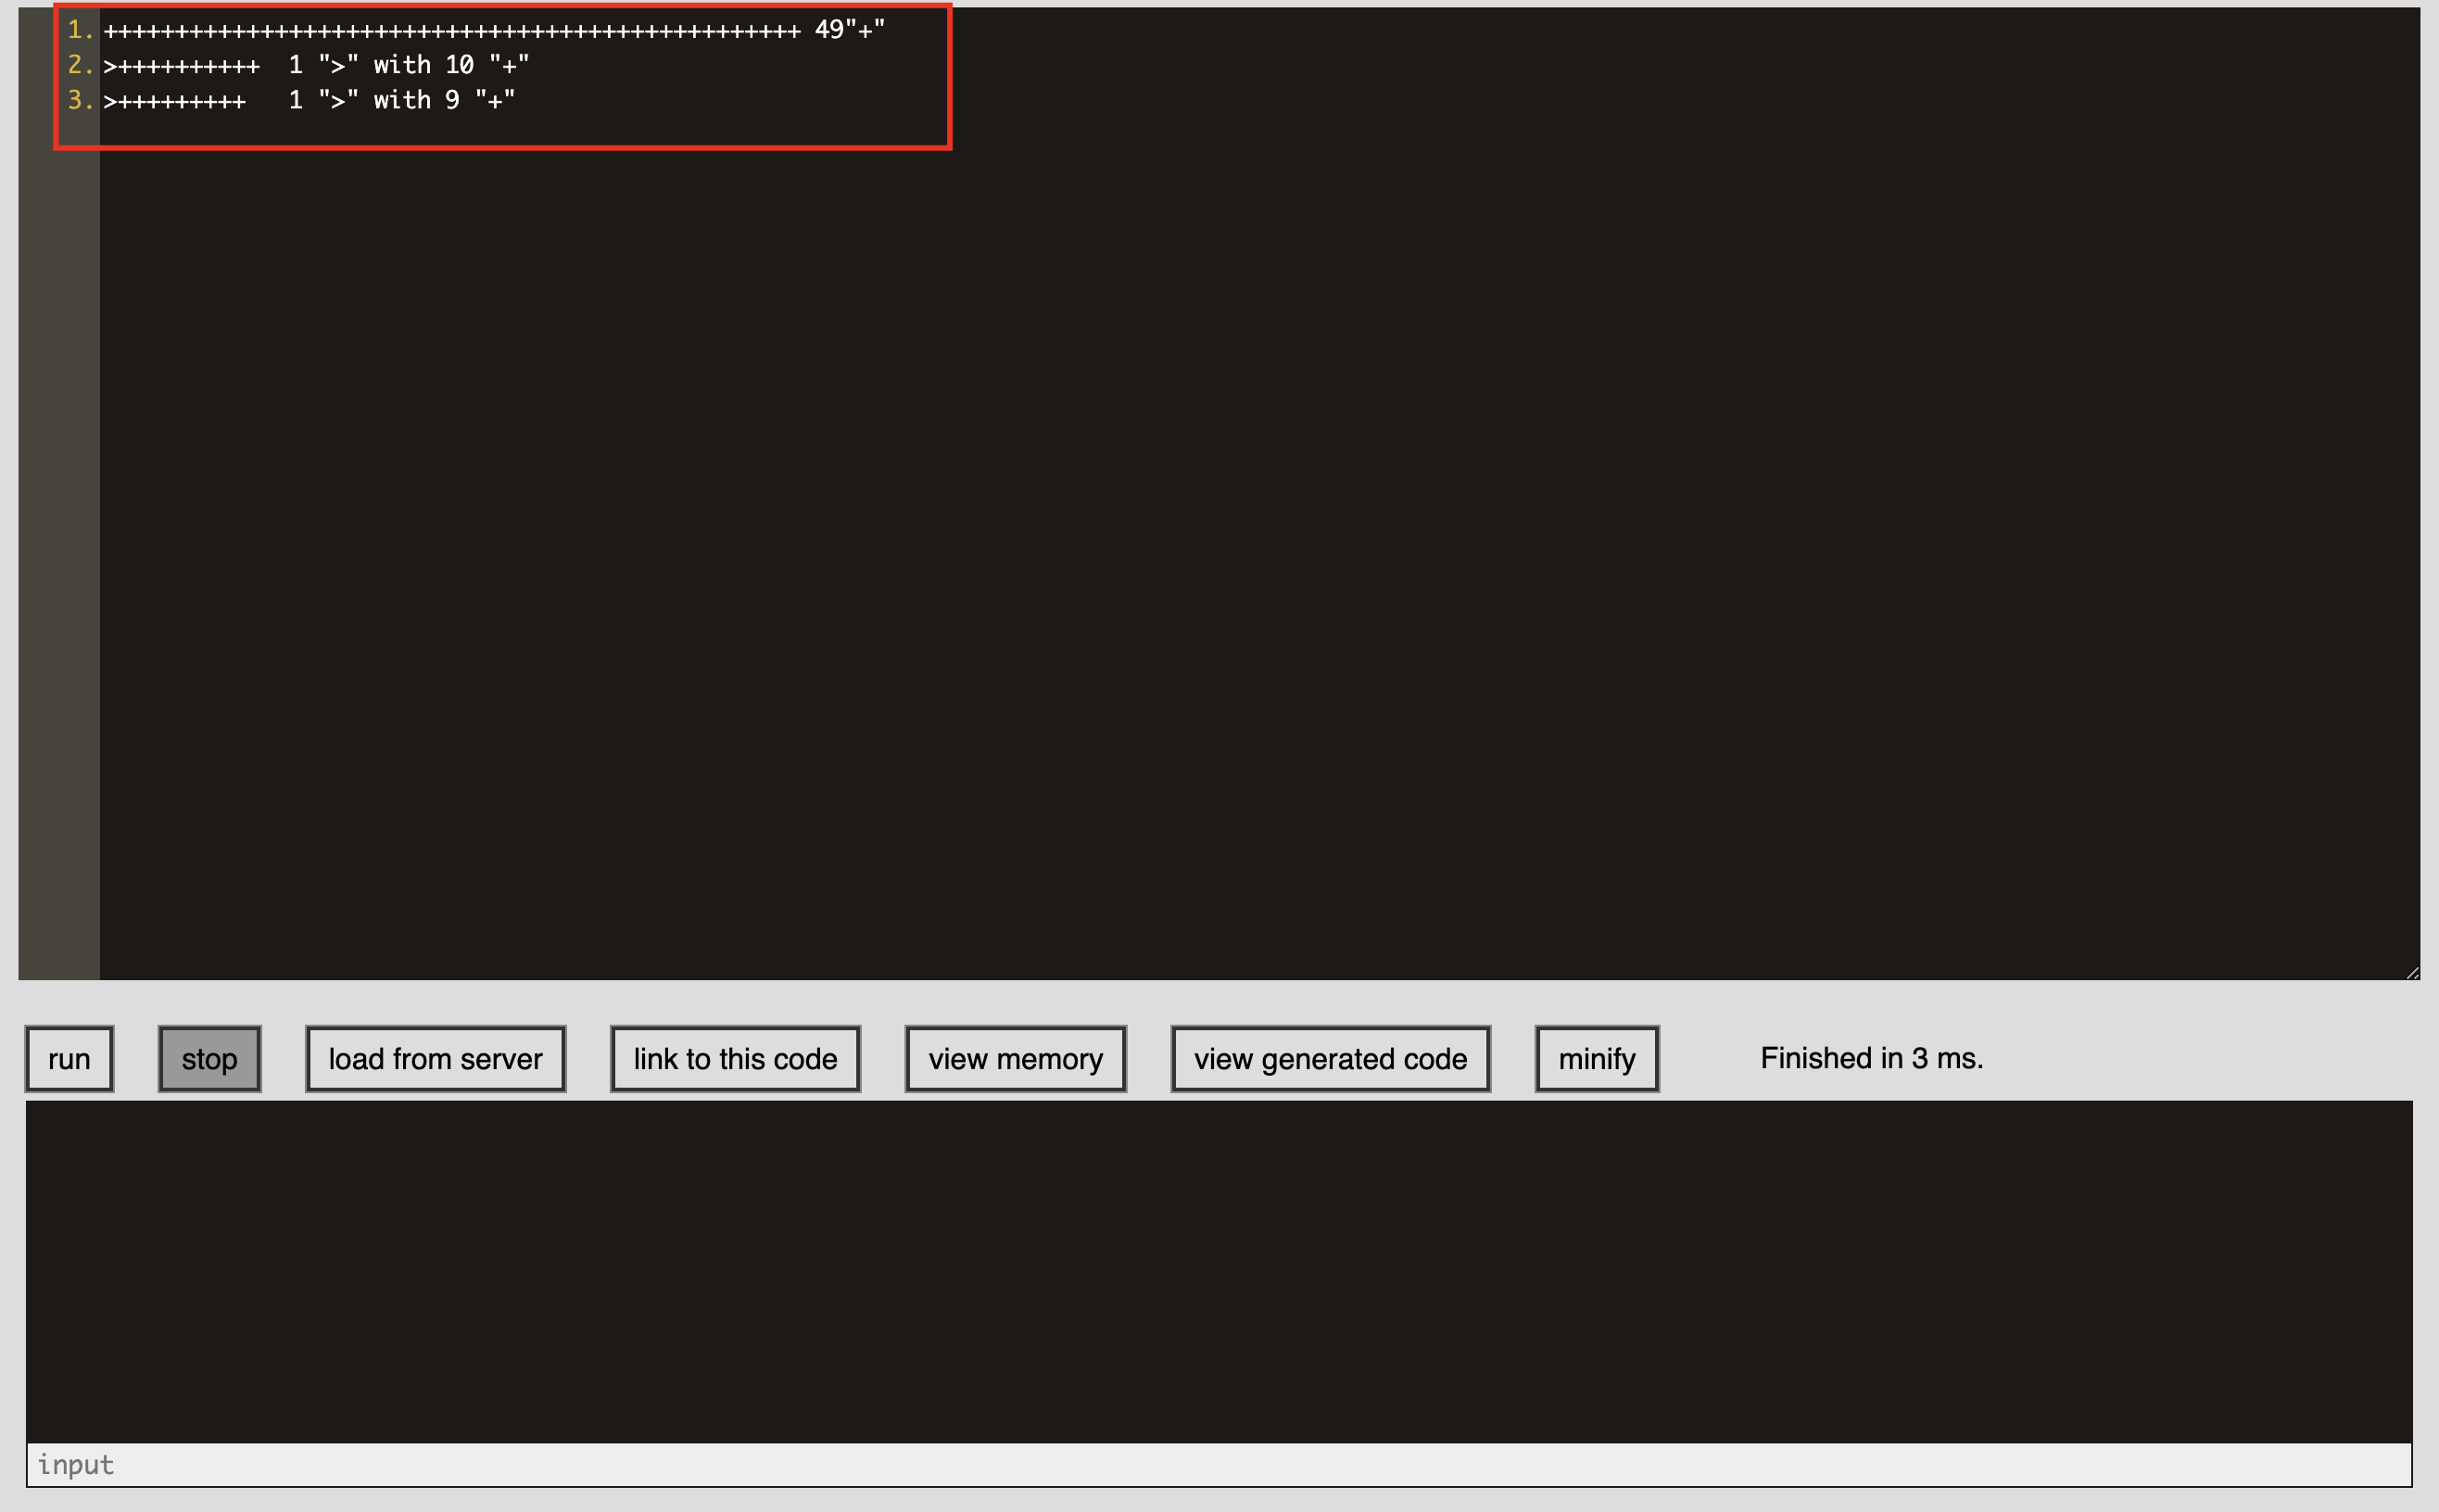 1. +++++++++++++++++++++++++++++++++++++++++++++++++ 49"+"
2. >++++++++++  1 ">" with 10 "+"
3. >+++++++++   1 ">" with 9 "+"
run stop load from server link to this code view memory view generated code minify Finished in 3 ms.
input